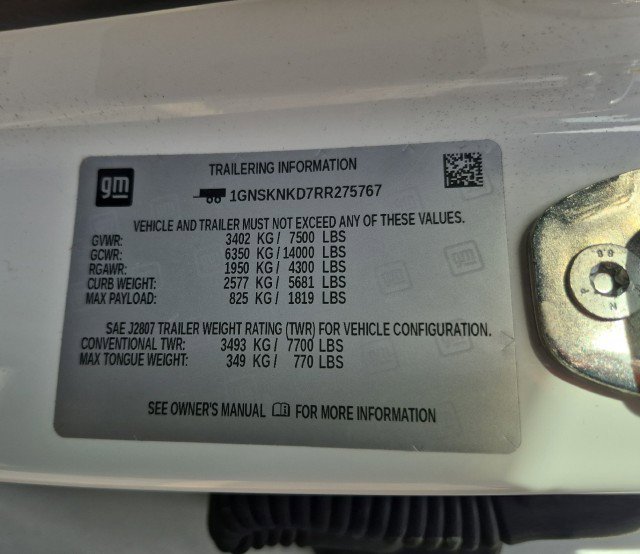 gm
TRAILERING INFORMATION
1GNSKNKD7RR275767
VEHICLE AND TRAILER MUST NOT EXCEED ANY OF THESE VALUES.
GVWR: 3402 KG / 7500 LBS
GCWR: 6350 KG / 14000 LBS
RGAWR: 1950 KG / 4300 LBS
CURB WEIGHT: 2577 KG / 5681 LBS
MAX PAYLOAD: 825 KG / 1819 LBS
SAE J2807 TRAILER WEIGHT RATING (TWR) FOR VEHICLE CONFIGURATION.
CONVENTIONAL TWR: 3493 KG / 7700 LBS
MAX TONGUE WEIGHT: 349 KG / 770 LBS
SEE OWNER'S MANUAL FOR MORE INFORMATION